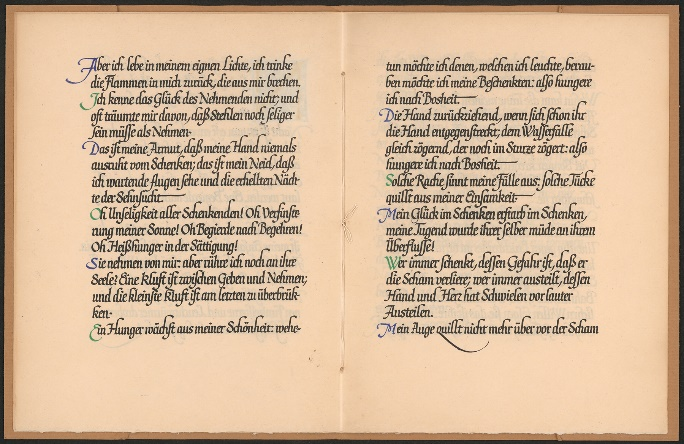 Aber ich lebe in meinem eignen Lichte, ich trinke
die Flammen in mich zurück, die aus mir brechen.
Ich kenne das Glück des Nehmenden nicht; und
oft träumte mir davon, daß Stehlen noch seliger
sein müsse als Nehmen.
Das ist meine Armut, daß meine Hand niemals
ausruht vom Schenken; das ist mein Neid, daß
ich wartende Augen sehe und die erhellten Näch-
te der Sehnsucht.
Oh Unseligkeit aller Schenkenden! Oh Verfinste-
rung meiner Sonne! Oh Begierde nach Begehren!
Oh Heißhunger in der Sättigung!
Sie nehmen von mir: aber rühre ich noch an ihre
Seele? Eine Kluft ist zwischen Geben und Nehmen;
und die kleinste Kluft ist am letzten zu überbrük-
ken.
Ein Hunger wächst aus meiner Schönheit: wehe-
tun möchte ich denen, welchen ich leuchte, berau-
ben möchte ich meine Beschenkten: also hungere
ich nach Bosheit.
Die Hand zurückziehend, wenn sich schon ihr
die Hand entgegenstreckt; dem Wasserfalle
gleich zögernd, der noch im Sturze zögert: also
hungere ich nach Bosheit.
Solche Rache sinnt meine Fülle aus: solche Tücke
quillt aus meiner Einsamkeit.
Mein Glück im Schenken erstarb im Schenken,
meine Tugend wurde ihrer selber müde an ihrem
Überflusse!
Wer immer schenkt, dessen Gefahr ist, daß er
die Scham verliere; wer immer austeilt, dessen
Hand und Herz hat Schwielen vor lauter
Austeilen.
Mein Auge quillt nicht mehr über vor der Scham